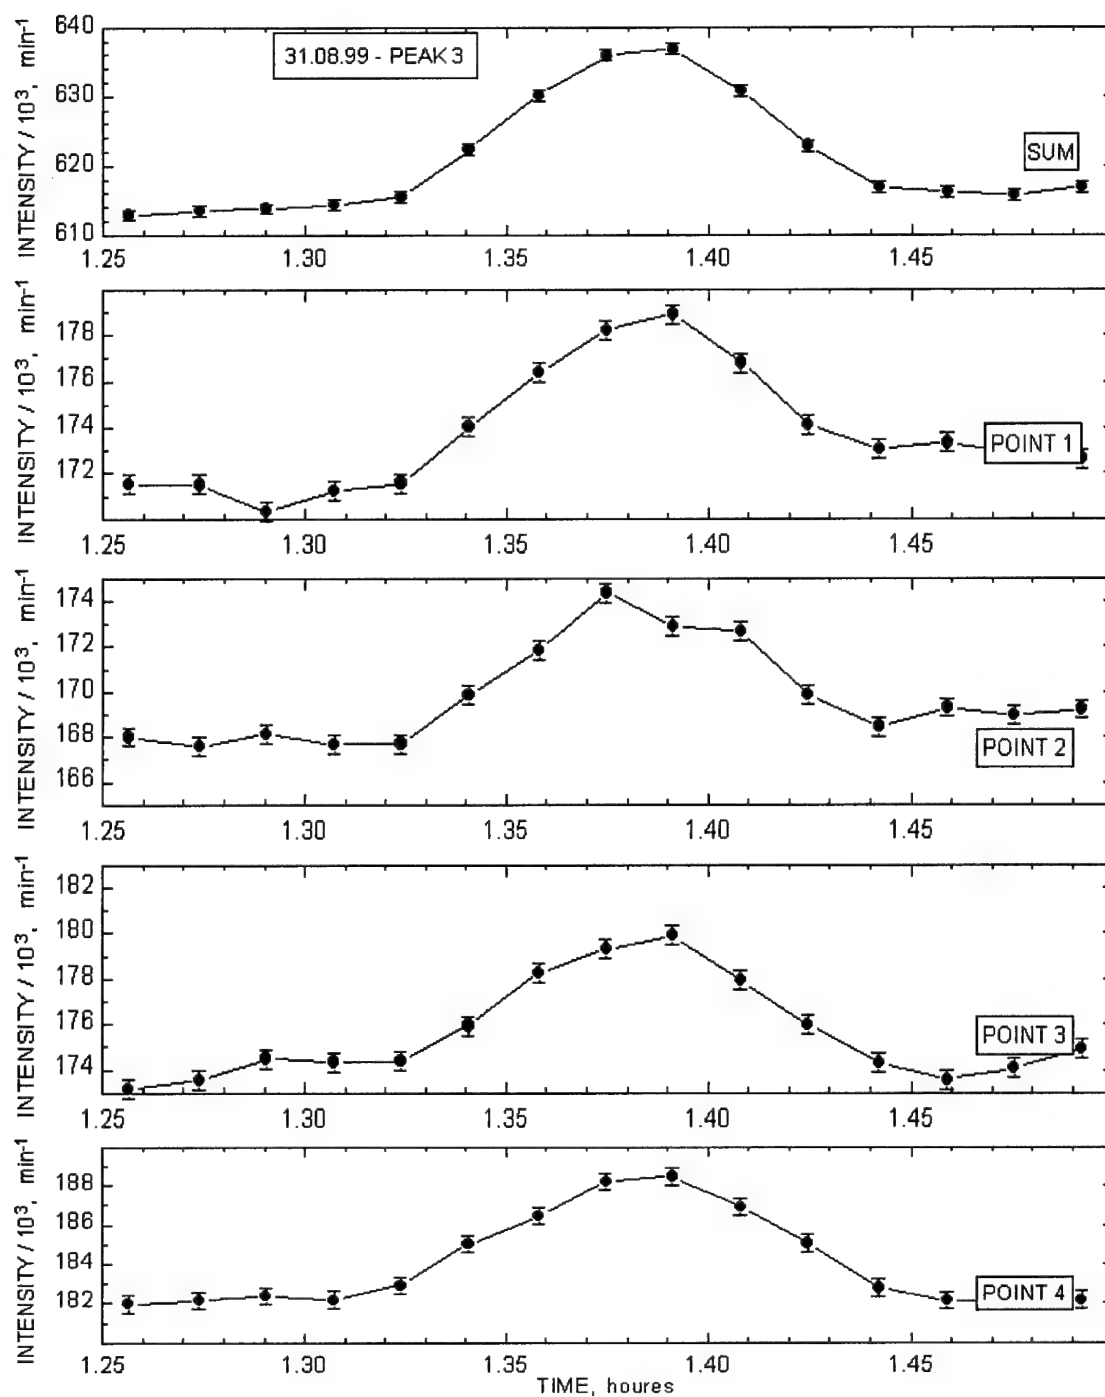 INTENSITY / 10³, min⁻¹
640
630
620
610
31.08.99 - PEAK 3
SUM
1.25 1.30 1.35 1.40 1.45
INTENSITY / 10³, min⁻¹
178
176
174
172
POINT 1
1.25 1.30 1.35 1.40 1.45
INTENSITY / 10³, min⁻¹
174
172
170
168
166
POINT 2
1.25 1.30 1.35 1.40 1.45
INTENSITY / 10³, min⁻¹
182
180
178
176
174
POINT 3
1.25 1.30 1.35 1.40 1.45
INTENSITY / 10³, min⁻¹
188
186
184
182
POINT 4
1.25 1.30 1.35 1.40 1.45
TIME, houres